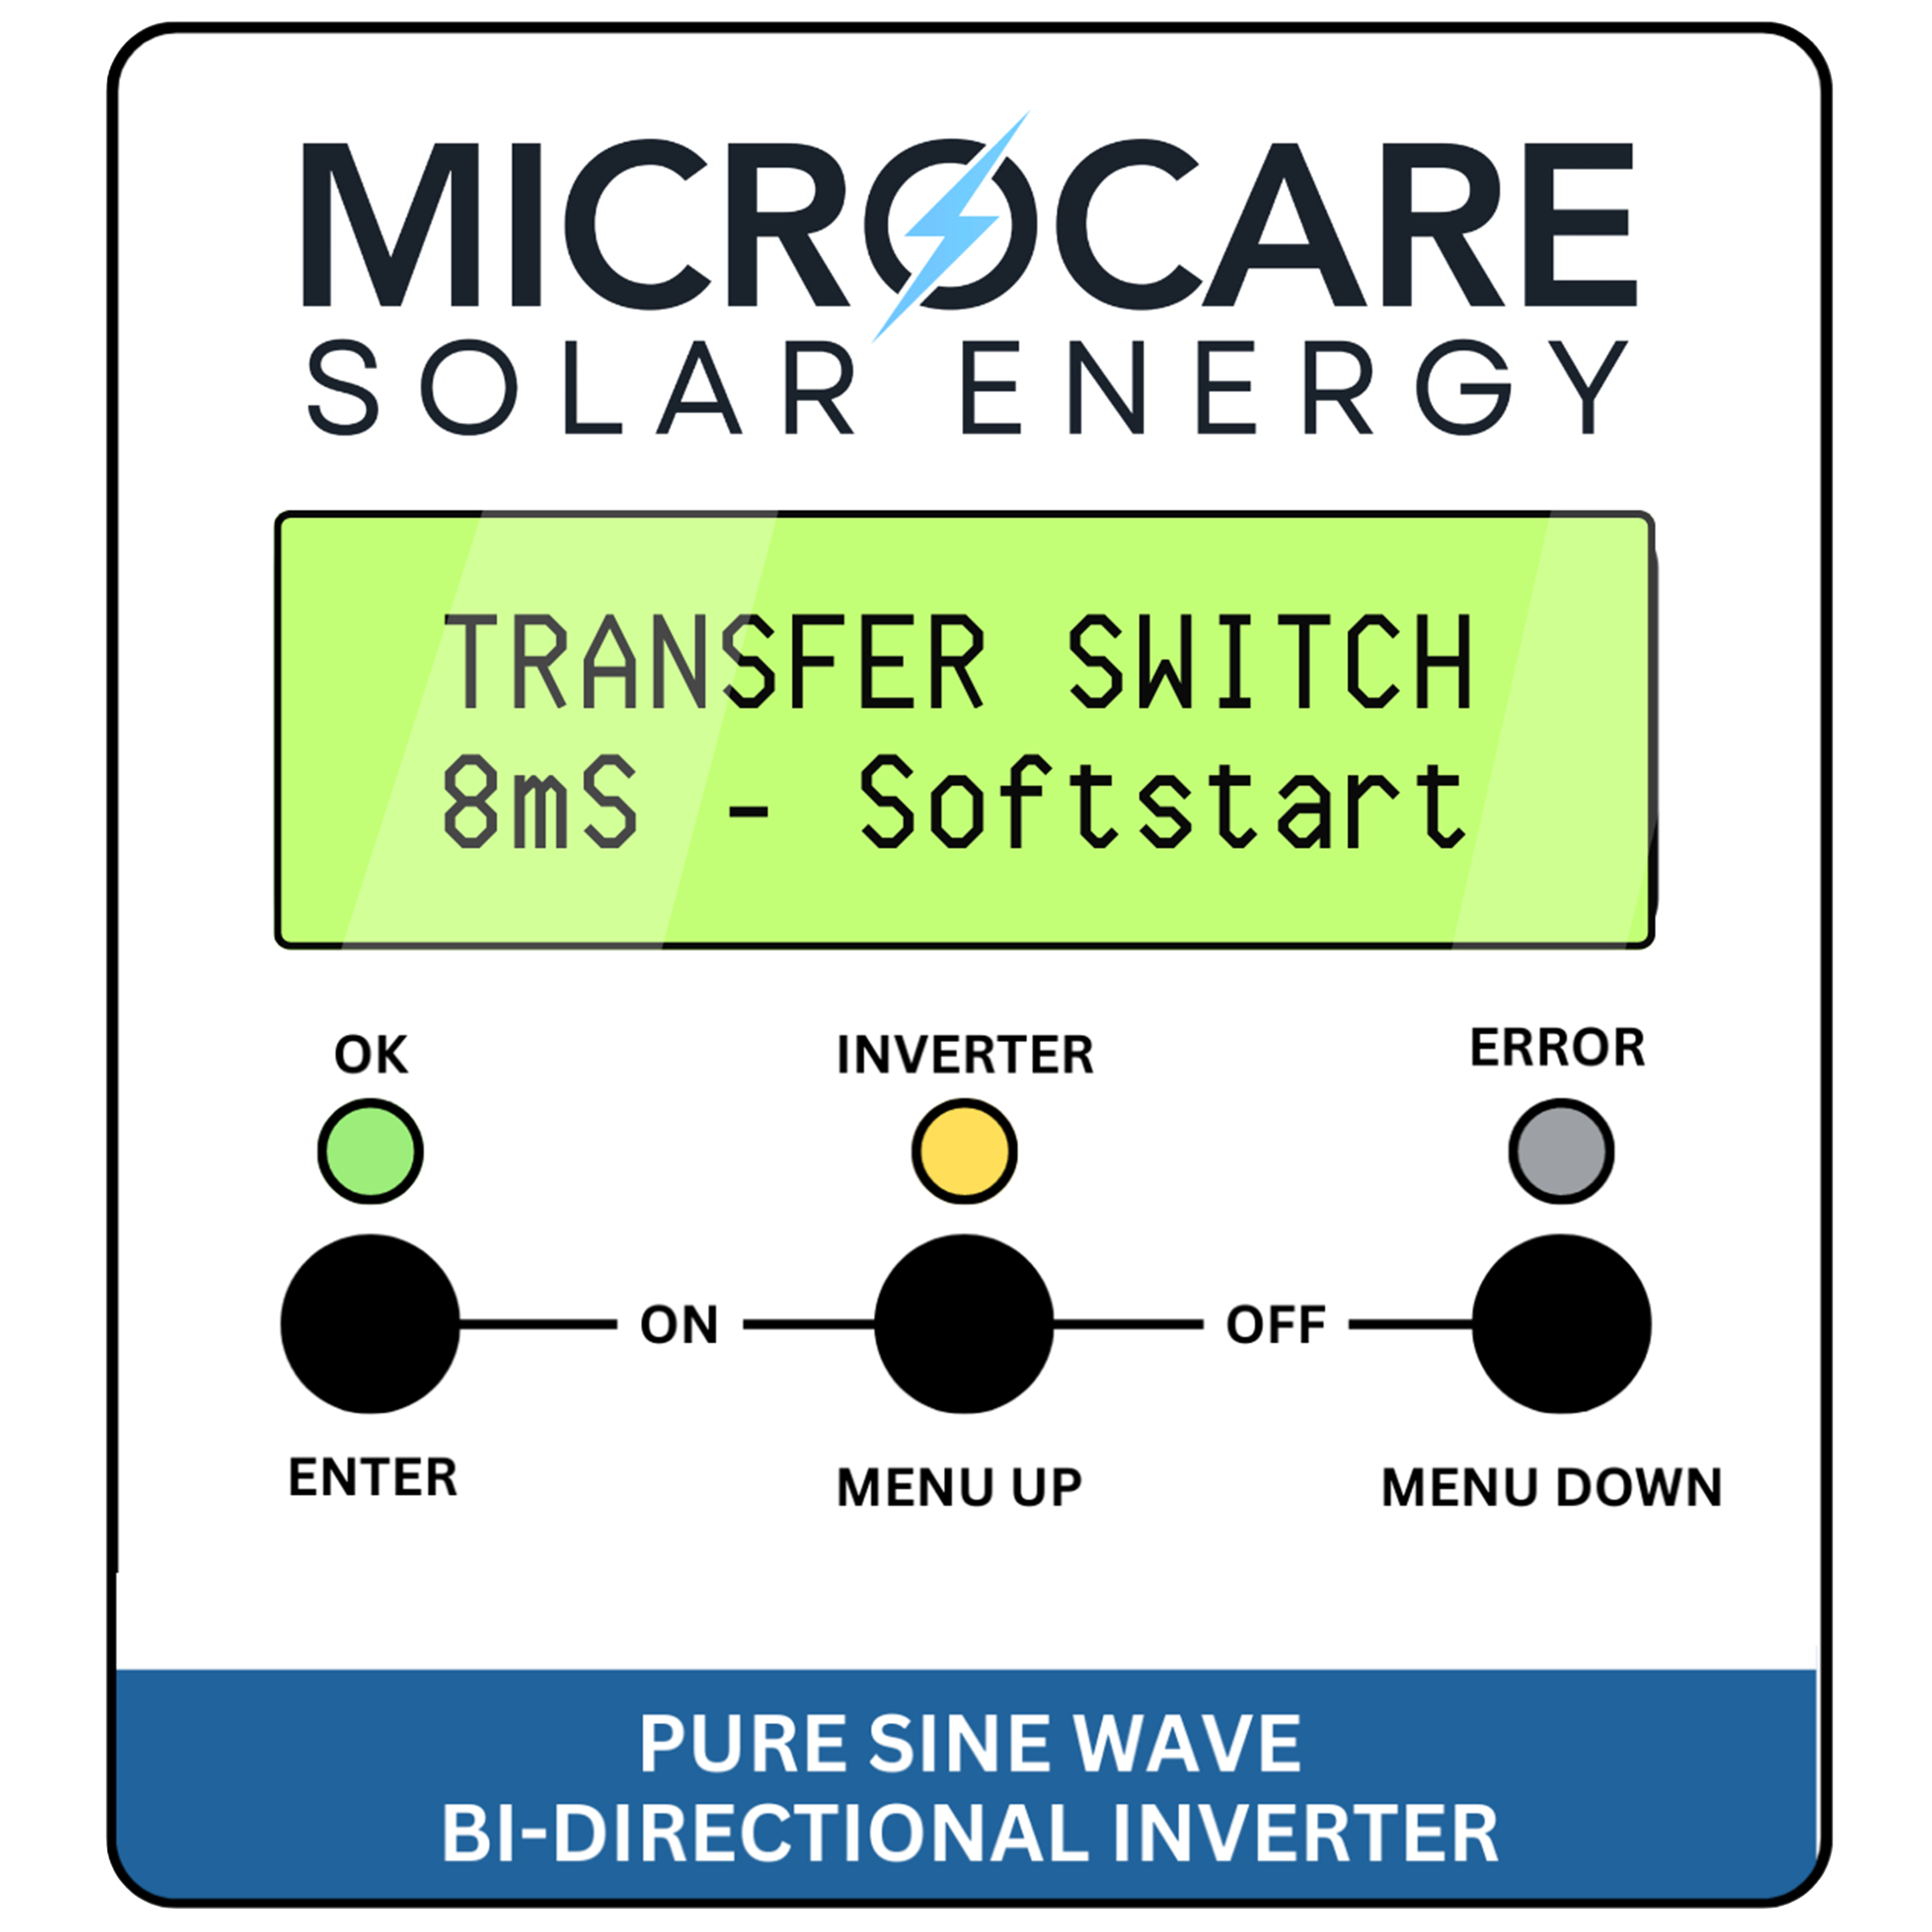 MICROCARE
SOLAR ENERGY
TRANSFER SWITCH
8mS - Softstart
OK INVERTER ERROR
ON OFF
ENTER MENU UP MENU DOWN
PURE SINE WAVE
BI-DIRECTIONAL INVERTER